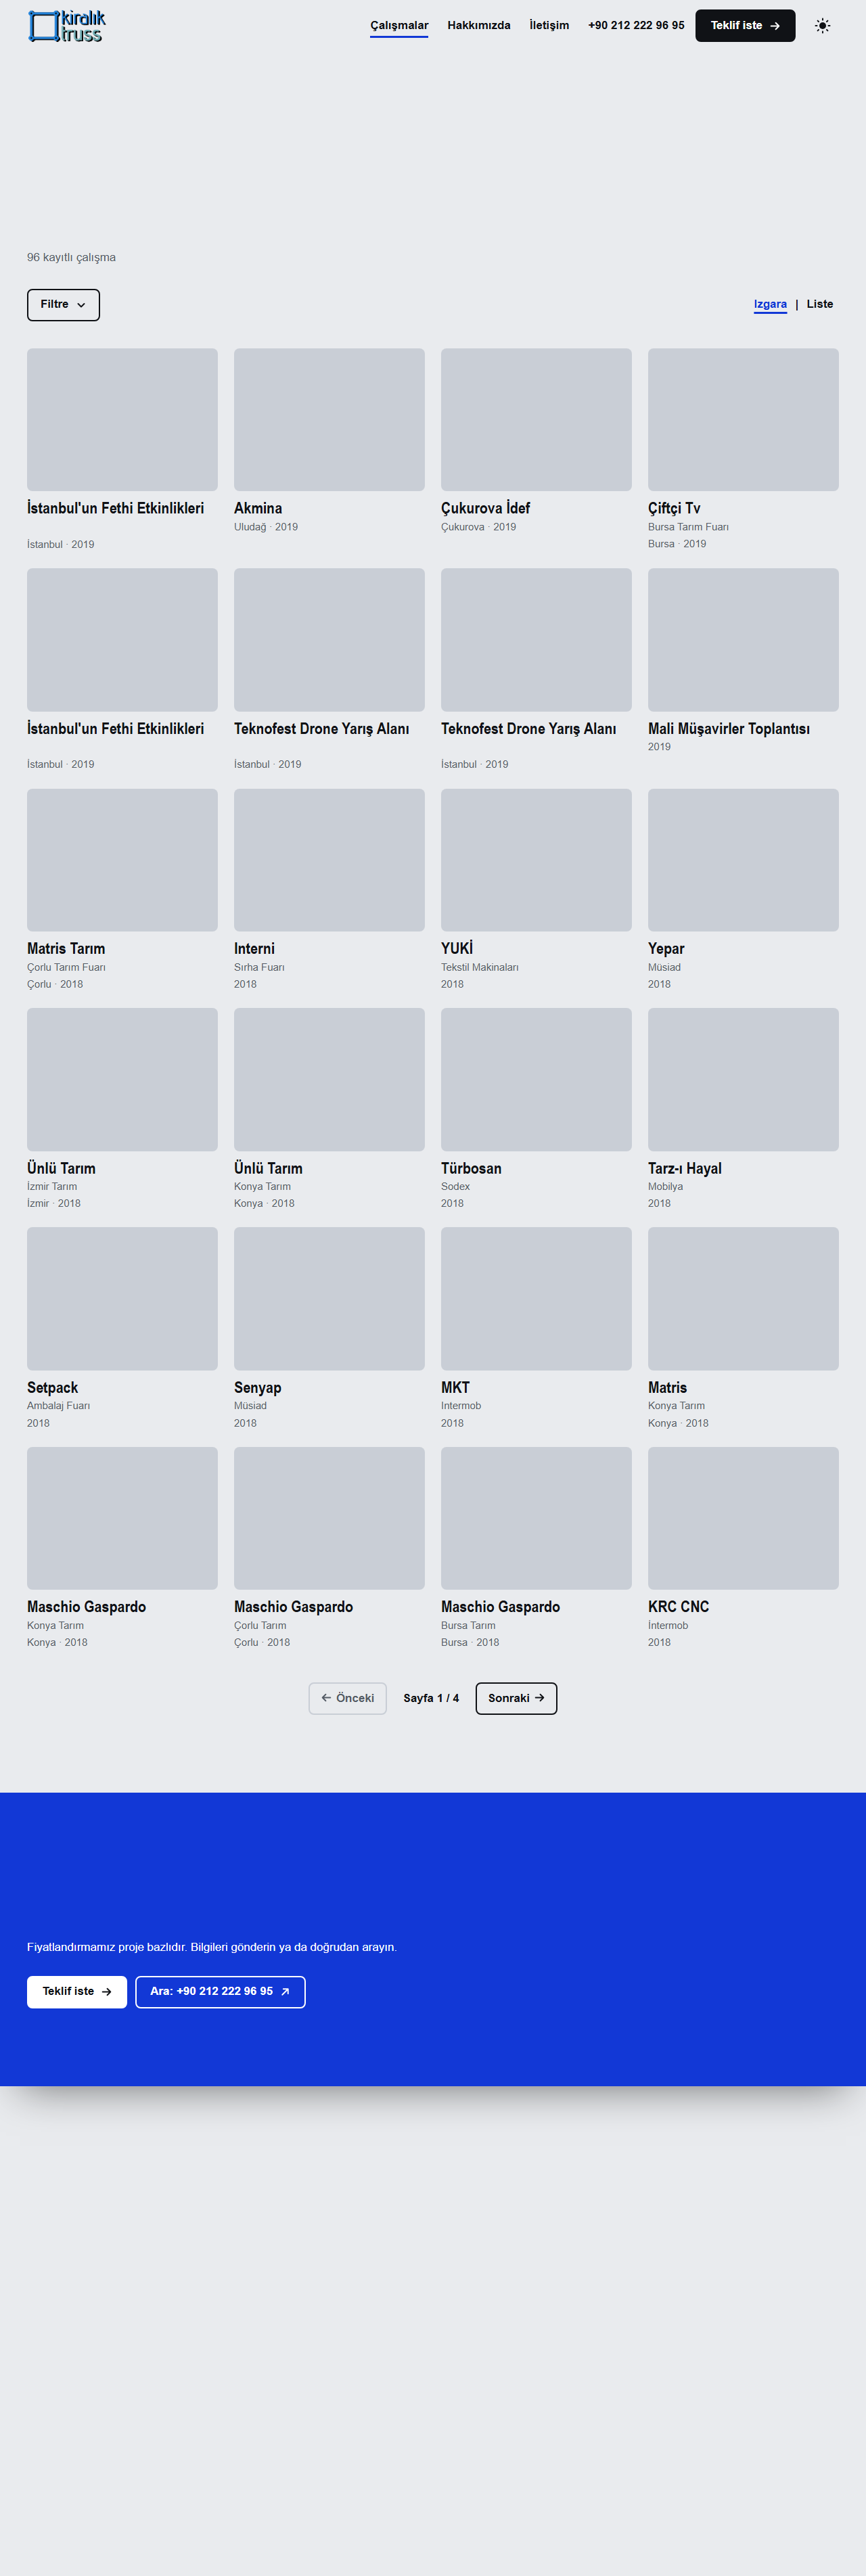 kiralık
truss
Çalışmalar Hakkımızda İletişim +90 212 222 96 95 Teklif iste →
96 kayıtlı çalışma
Filtre
Izgara | Liste
İstanbul'un Fethi Etkinlikleri
İstanbul · 2019
Akmina
Uludağ · 2019
Çukurova İdef
Çukurova · 2019
Çiftçi Tv
Bursa Tarım Fuarı
Bursa · 2019
İstanbul'un Fethi Etkinlikleri
İstanbul · 2019
Teknofest Drone Yarış Alanı
İstanbul · 2019
Teknofest Drone Yarış Alanı
İstanbul · 2019
Mali Müşavirler Toplantısı
2019
Matris Tarım
Çorlu Tarım Fuarı
Çorlu · 2018
Interni
Sırha Fuarı
2018
YUKİ
Tekstil Makinaları
2018
Yepar
Müsiad
2018
Ünlü Tarım
İzmir Tarım
İzmir · 2018
Ünlü Tarım
Konya Tarım
Konya · 2018
Türbosan
Sodex
2018
Tarz-ı Hayal
Mobilya
2018
Setpack
Ambalaj Fuarı
2018
Senyap
Müsiad
2018
MKT
Intermob
2018
Matris
Konya Tarım
Konya · 2018
Maschio Gaspardo
Konya Tarım
Konya · 2018
Maschio Gaspardo
Çorlu Tarım
Çorlu · 2018
Maschio Gaspardo
Bursa Tarım
Bursa · 2018
KRC CNC
İntermob
2018
← Önceki Sayfa 1 / 4 Sonraki →
Fiyatlandırmamız proje bazlıdır. Bilgileri gönderin ya da doğrudan arayın.
Teklif iste → Ara: +90 212 222 96 95 ↗